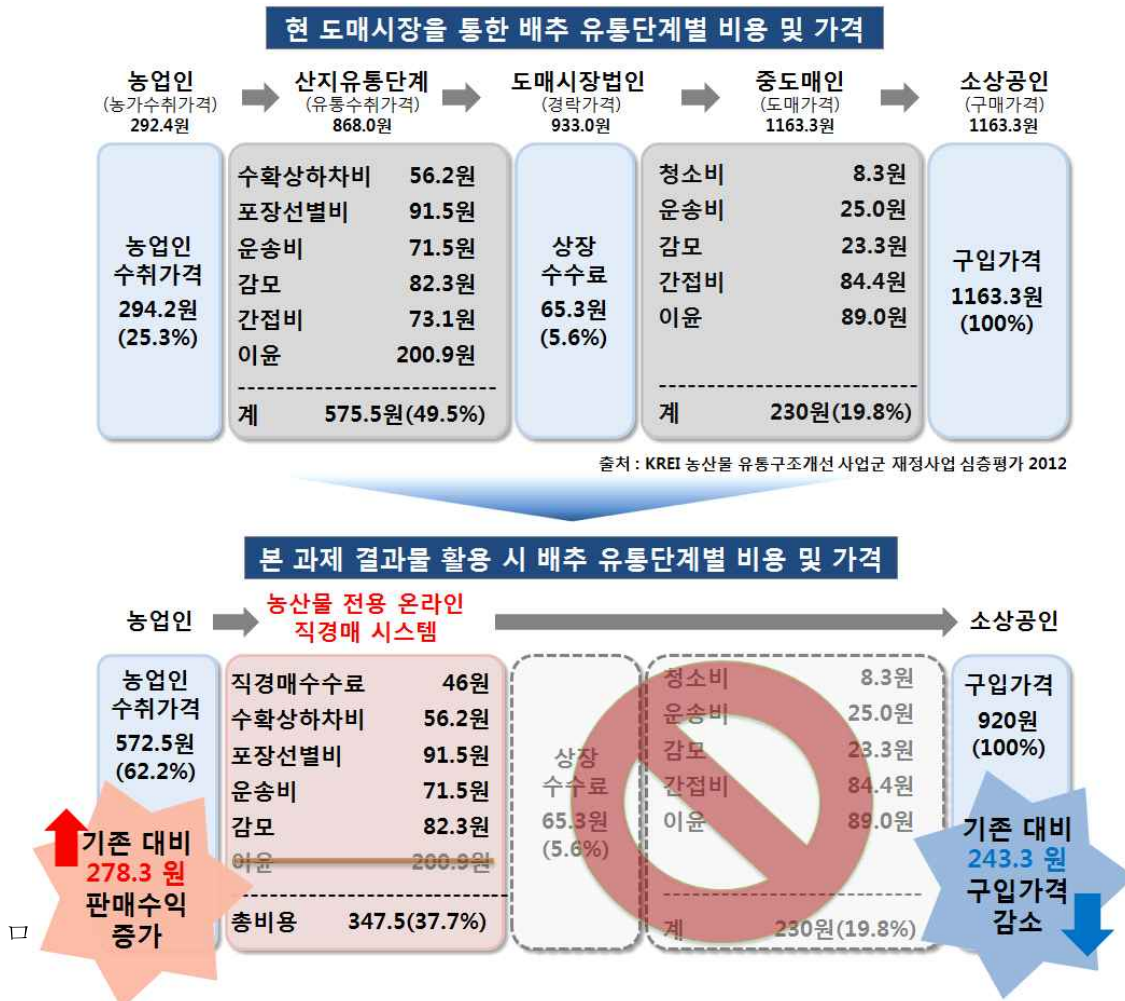 현 도매시장을 통한 배추 유통단계별 비용 및 가격
농업인
(농가수취가격)
292.4원
산지유통단계
(유통수취가격)
868.0원
도매시장법인
(경락가격)
933.0원
중도매인
(도매가격)
1163.3원
소상공인
(구매가격)
1163.3원
농업인
수취가격
294.2원
(25.3%)
수확상하차비 56.2원
포장선별비 91.5원
운송비 71.5원
감모 82.3원
간접비 73.1원
이윤 200.9원
계 575.5원(49.5%)
상장
수수료
65.3원
(5.6%)
청소비 8.3원
운송비 25.0원
감모 23.3원
간접비 84.4원
이윤 89.0원
계 230원(19.8%)
구입가격
1163.3원
(100%)
출처 : KREI 농산물 유통구조개선 사업군 재정사업 심층평가 2012
본 과제 결과물 활용 시 배추 유통단계별 비용 및 가격
농업인
농산물 전용 온라인
직경매 시스템
소상공인
농업인
수취가격
572.5원
(62.2%)
기존 대비
278.3 원
판매수익
증가
직경매수수료 46원
수확상하차비 56.2원
포장선별비 91.5원
운송비 71.5원
감모 82.3원
이윤 200.9원
총비용 347.5(37.7%)
상장
수수료
65.3원
(5.6%)
청소비 8.3원
운송비 25.0원
감모 23.3원
간접비 84.4원
이윤 89.0원
계 230원(19.8%)
구입가격
920원
(100%)
기존 대비
243.3 원
구입가격
감소
ㅁ